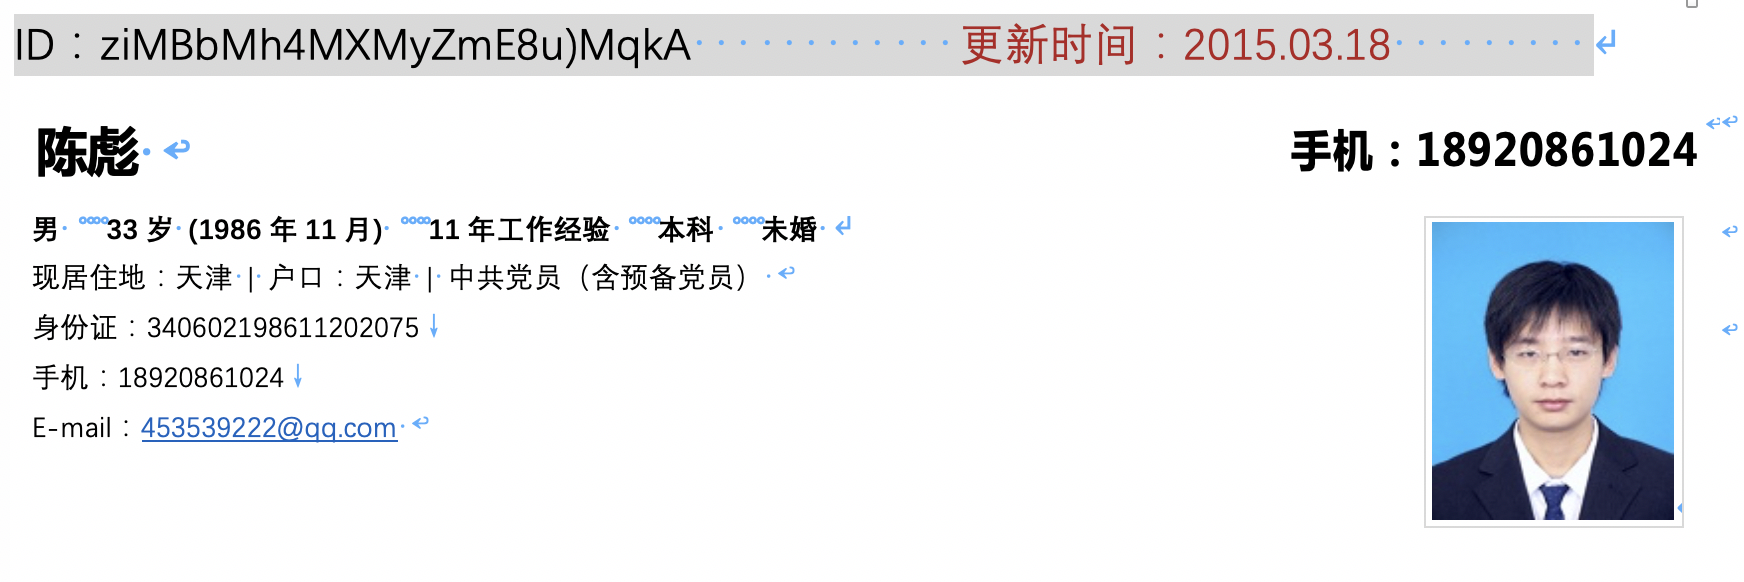 ID：ziMBbMh4MXMyZmE8u)MqkA 更新时间：2015.03.18
陈彪 手机：18920861024
男 33 岁 (1986 年 11 月) 11 年工作经验 本科 未婚
现居住地：天津 | 户口：天津 | 中共党员（含预备党员）
身份证：340602198611202075
手机：18920861024
E-mail：453539222@qq.com